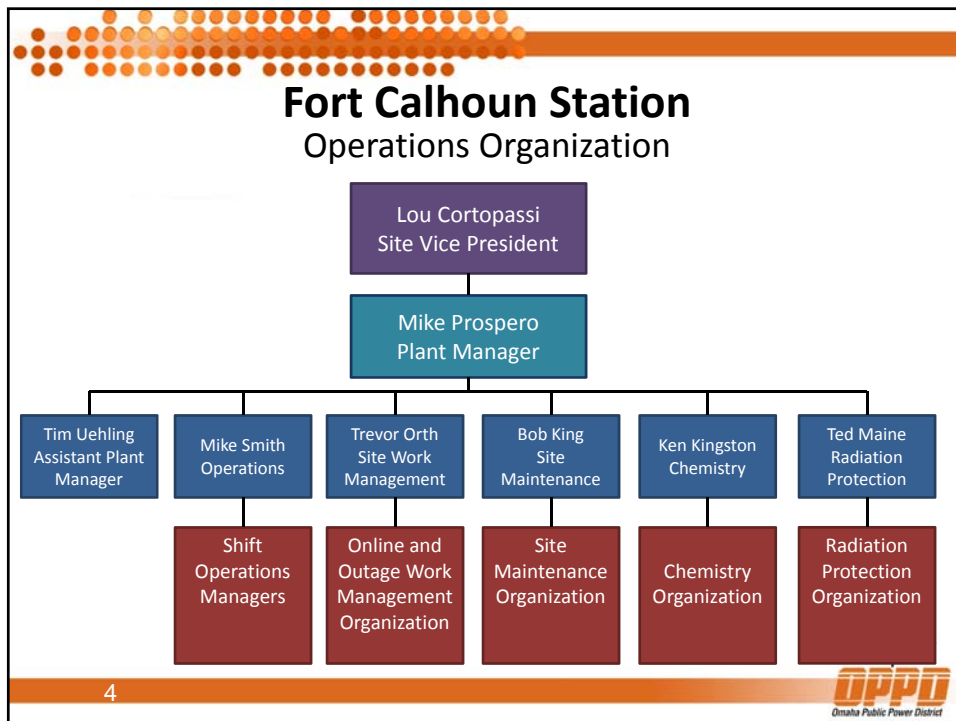 Fort Calhoun Station
Operations Organization
Lou Cortopassi
Site Vice President
Mike Prospero
Plant Manager
Tim Uehling
Assistant Plant
Manager
Mike Smith
Operations
Trevor Orth
Site Work
Management
Bob King
Site
Maintenance
Ken Kingston
Chemistry
Ted Maine
Radiation
Protection
Shift
Operations
Managers
Online and
Outage Work
Management
Organization
Site
Maintenance
Organization
Chemistry
Organization
Radiation
Protection
Organization
4
OPPD
Omaha Public Power District